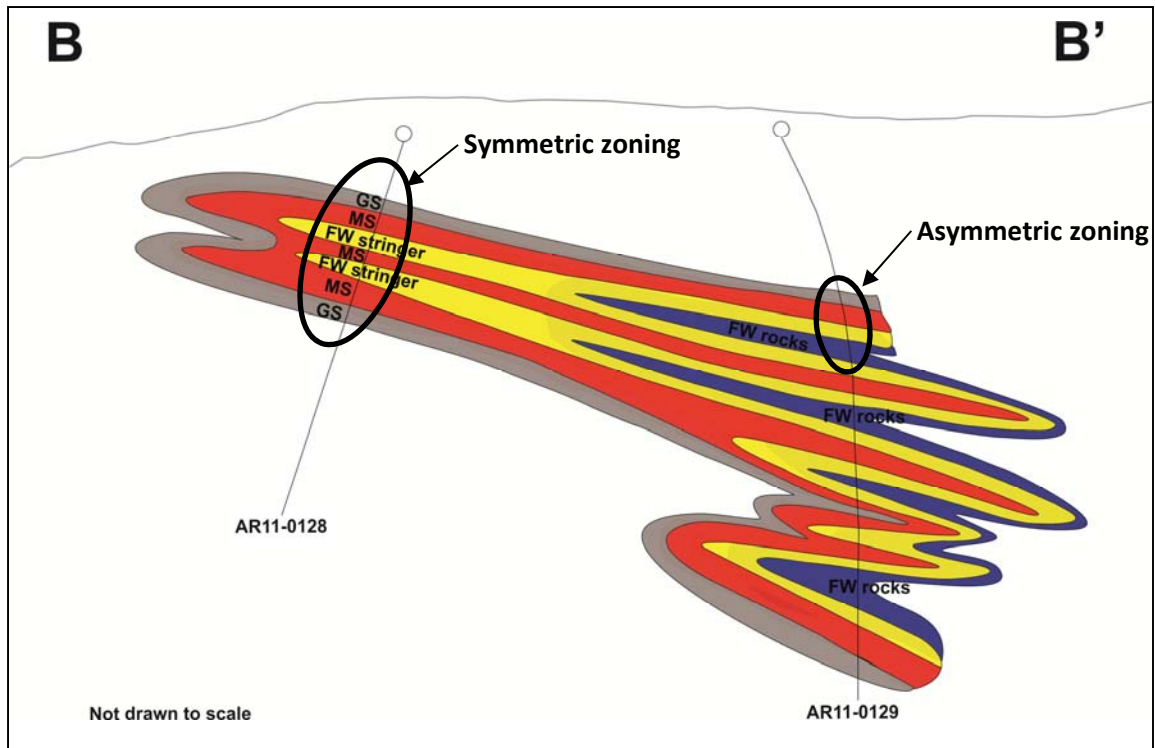 B
B’
Symmetric zoning
GS
MS
FW stringer
MS
FW stringer
MS
GS
Asymmetric zoning
FW rocks
FW rocks
FW rocks
AR11-0128
AR11-0129
Not drawn to scale